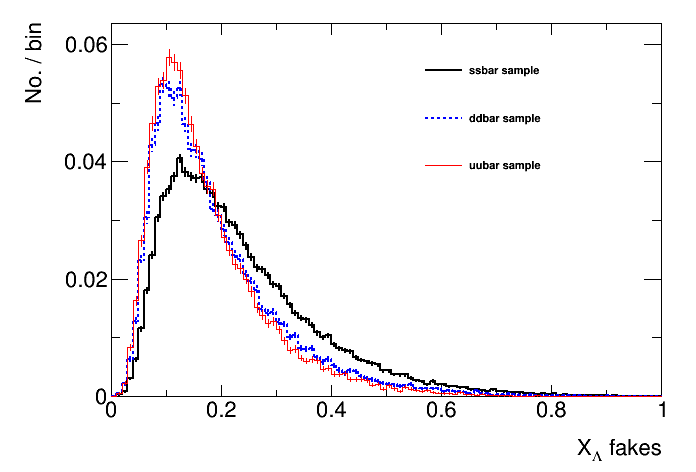 No. / bin
0.06
0.04
0.02
0
ssbar sample
ddbar sample
uubar sample
0 0.2 0.4 0.6 0.8 1
XΛ fakes